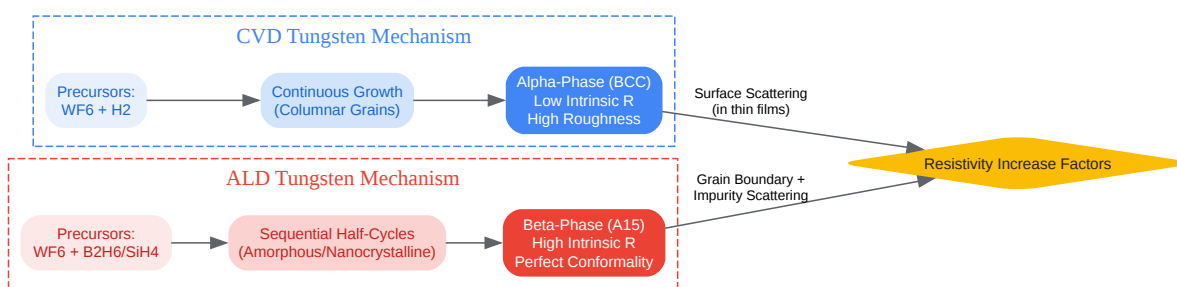 CVD Tungsten Mechanism
Precursors:
WF6 + H2
Continuous Growth
(Columnar Grains)
Alpha-Phase (BCC)
Low Intrinsic R
High Roughness
Surface Scattering
(in thin films)
Resistivity Increase Factors
ALD Tungsten Mechanism
Precursors:
WF6 + B2H6/SiH4
Sequential Half-Cycles
(Amorphous/Nanocrystalline)
Beta-Phase (A15)
High Intrinsic R
Perfect Conformality
Grain Boundary +
Impurity Scattering